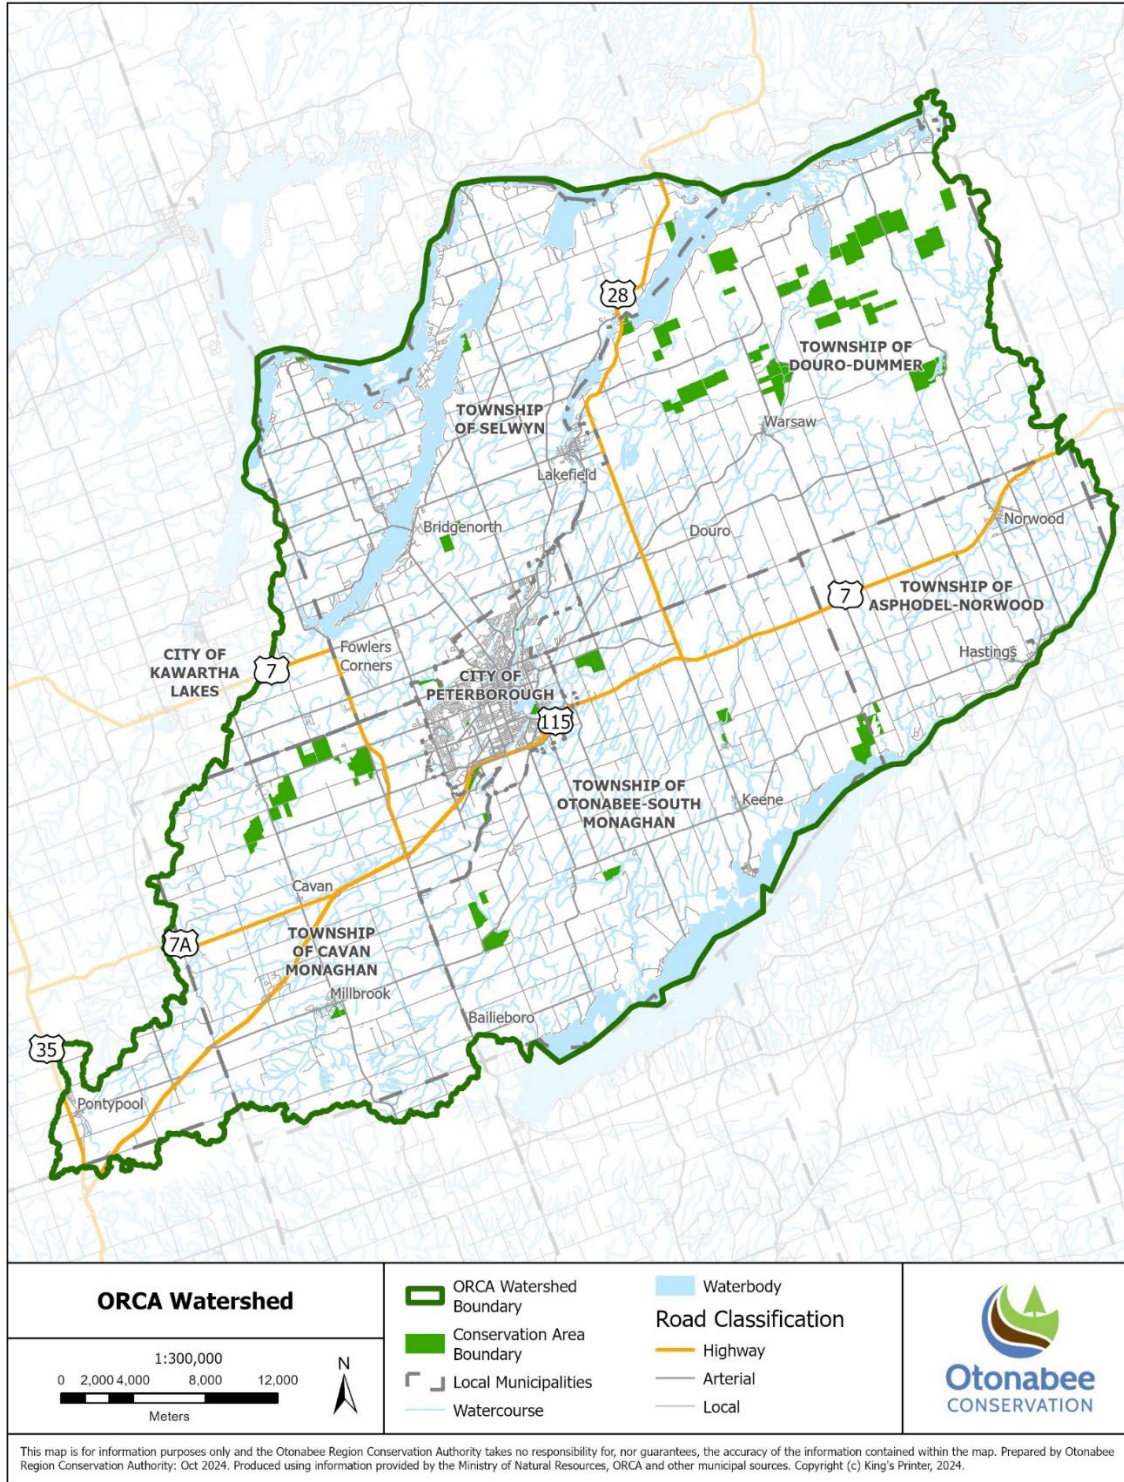 28
TOWNSHIP OF
DOURO-DUMMER
TOWNSHIP
OF SELWYN
Warsaw
Lakefield
Bridgenorth
Douro
Norwood
7
TOWNSHIP OF
ASPHODEL-NORWOOD
Hastings
CITY OF
KAWARTHA
LAKES
7
Fowlers
Corners
CITY OF
PETERBOROUGH
115
TOWNSHIP OF
OTONABEE-SOUTH
MONAGHAN
Keene
Cavan
7A
TOWNSHIP
OF CAVAN
MONAGHAN
Millbrook
Bailieboro
35
Pontypool
ORCA Watershed
1:300,000
0 2,000 4,000 8,000 12,000
Meters
N
ORCA Watershed
Boundary
Conservation Area
Boundary
Local Municipalities
Watercourse
Waterbody
Road Classification
Highway
Arterial
Local
Otonabee
CONSERVATION
This map is for information purposes only and the Otonabee Region Conservation Authority takes no responsibility for, nor guarantees, the accuracy of the information contained within the map. Prepared by Otonabee
Region Conservation Authority: Oct 2024. Produced using information provided by the Ministry of Natural Resources, ORCA and other municipal sources. Copyright (c) King's Printer, 2024.